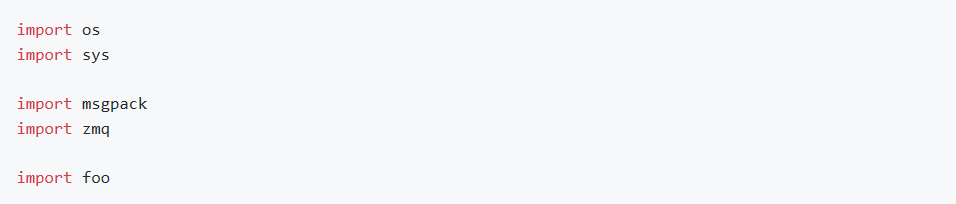 import os
import sys
import msgpack
import zmq
import foo